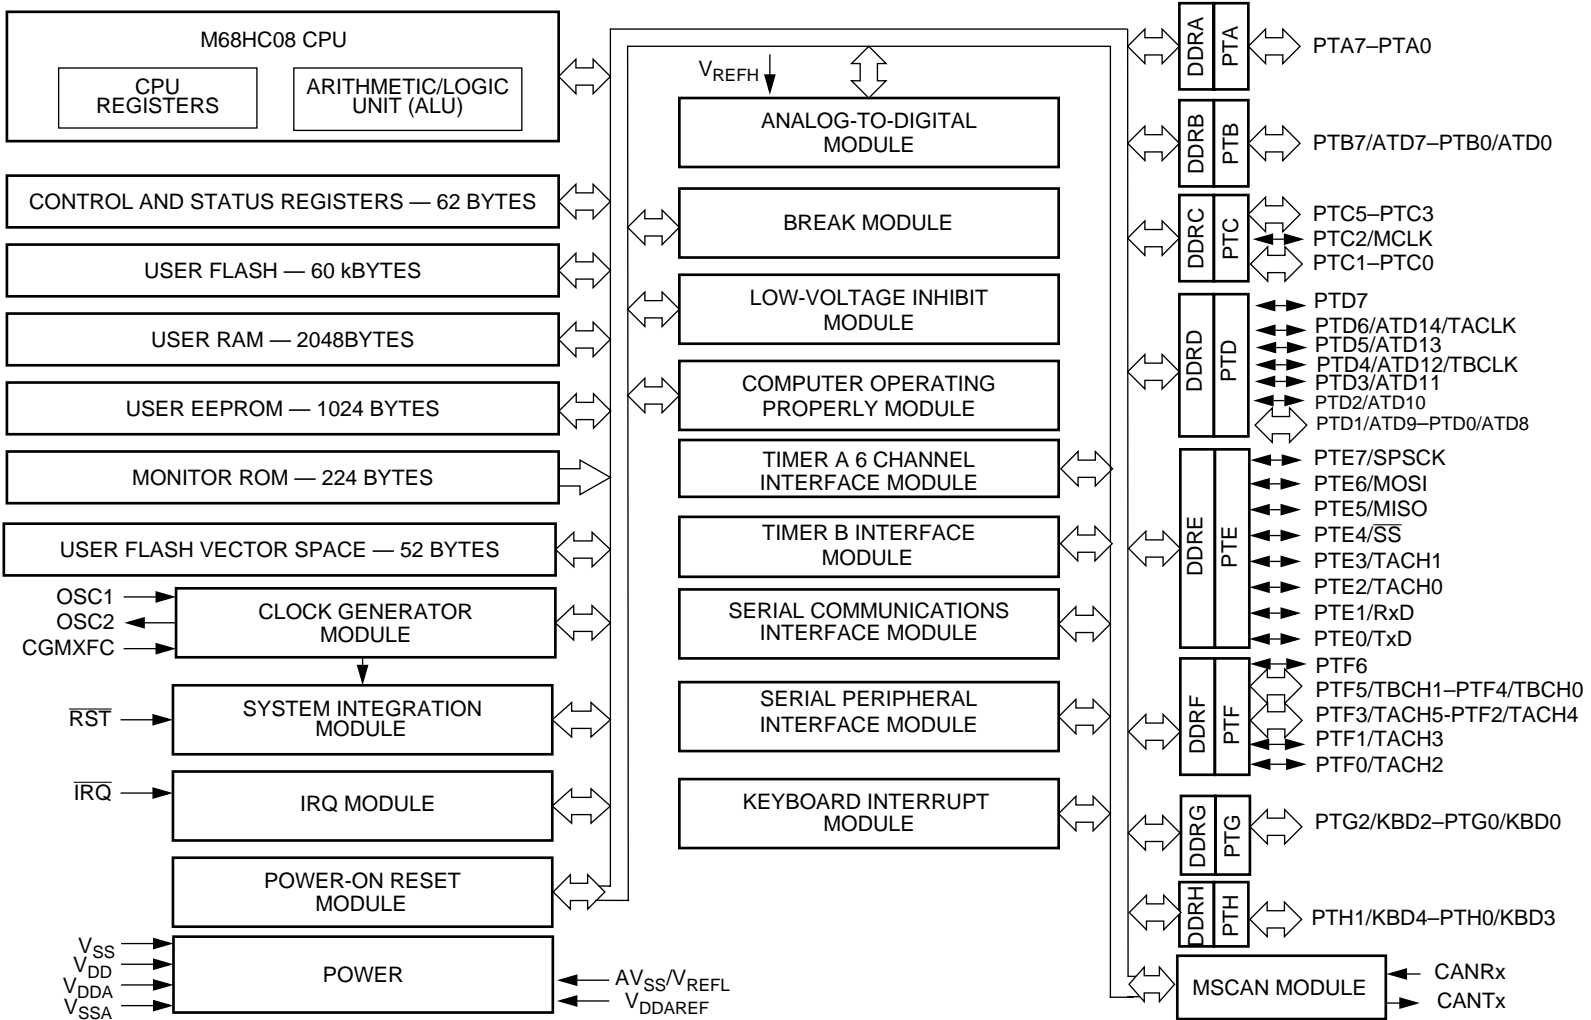 M68HC08 CPU
CPU
REGISTERS
ARITHMETIC/LOGIC
UNIT (ALU)
CONTROL AND STATUS REGISTERS — 62 BYTES
USER FLASH — 60 kBYTES
USER RAM — 2048BYTES
USER EEPROM — 1024 BYTES
MONITOR ROM — 224 BYTES
USER FLASH VECTOR SPACE — 52 BYTES
OSC1
OSC2
CGMXFC
CLOCK GENERATOR
MODULE
RST
SYSTEM INTEGRATION
MODULE
IRQ
IRQ MODULE
POWER-ON RESET
MODULE
VSS
VDD
VDDA
VSSA
POWER
AVSS/VREFL
VDDAREF
VREFH
ANALOG-TO-DIGITAL
MODULE
BREAK MODULE
LOW-VOLTAGE INHIBIT
MODULE
COMPUTER OPERATING
PROPERLY MODULE
TIMER A 6 CHANNEL
INTERFACE MODULE
TIMER B INTERFACE
MODULE
SERIAL COMMUNICATIONS
INTERFACE MODULE
SERIAL PERIPHERAL
INTERFACE MODULE
KEYBOARD INTERRUPT
MODULE
DDRA
PTA
PTA7–PTA0
DDRB
PTB
PTB7/ATD7–PTB0/ATD0
DDRC
PTC
PTC5–PTC3
PTC2/MCLK
PTC1–PTC0
DDRD
PTD
PTD7
PTD6/ATD14/TACLK
PTD5/ATD13
PTD4/ATD12/TBCLK
PTD3/ATD11
PTD2/ATD10
PTD1/ATD9–PTD0/ATD8
DDRE
PTE
PTE7/SPSCK
PTE6/MOSI
PTE5/MISO
PTE4/SS
PTE3/TACH1
PTE2/TACH0
PTE1/RxD
PTE0/TxD
DDRF
PTF
PTF6
PTF5/TBCH1–PTF4/TBCH0
PTF3/TACH5-PTF2/TACH4
PTF1/TACH3
PTF0/TACH2
DDRG
PTG
PTG2/KBD2–PTG0/KBD0
DDRH
PTH
PTH1/KBD4–PTH0/KBD3
MSCAN MODULE
CANRx
CANTx